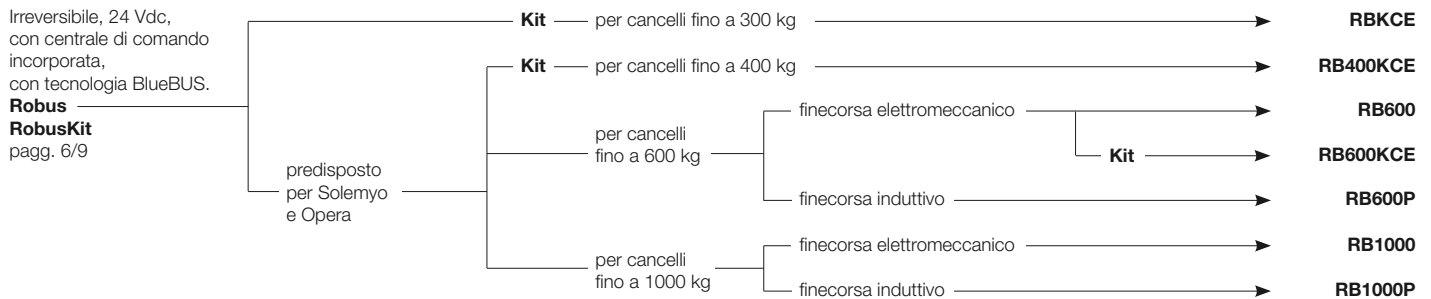 Irreversibile, 24 Vdc,
con centrale di comando
incorporata,
con tecnologia BlueBUS.
Robus
RobusKit
pagg. 6/9
Kit per cancelli fino a 300 kg RBKCE
predisposto
per Solemyo
e Opera
Kit per cancelli fino a 400 kg RB400KCE
per cancelli
fino a 600 kg
finecorsa elettromeccanico RB600
Kit RB600KCE
finecorsa induttivo RB600P
per cancelli
fino a 1000 kg
finecorsa elettromeccanico RB1000
finecorsa induttivo RB1000P